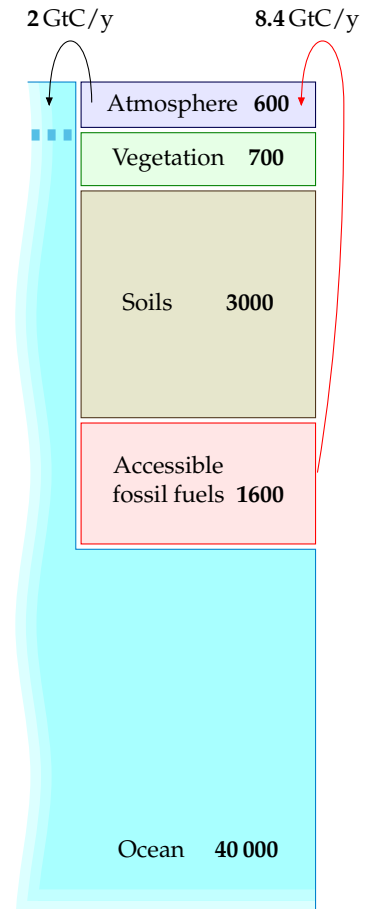 2 GtC/y 8.4 GtC/y
Atmosphere 600
Vegetation 700
Soils 3000
Accessible
fossil fuels 1600
Ocean 40 000